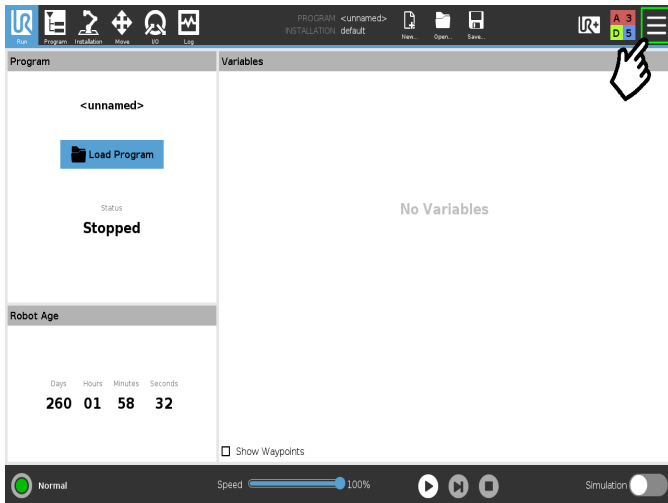 UR
PROGRAM <unnamed>
INSTALLATION default
UR+
A 3
D 5
Run Program Installation Move I/O Log New... Open... Save...
Program
<unnamed>
Load Program
Status
Stopped
Variables
No Variables
Robot Age
Days Hours Minutes Seconds
260 01 58 32
Show Waypoints
Normal
Speed 100%
Simulation